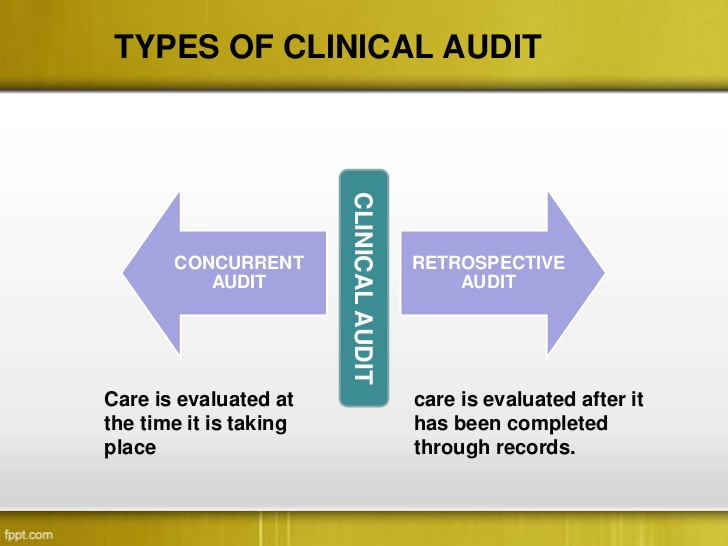 TYPES OF CLINICAL AUDIT
CONCURRENT
AUDIT
CLINICAL AUDIT
RETROSPECTIVE
AUDIT
Care is evaluated at
the time it is taking
place
care is evaluated after it
has been completed
through records.
fppt.com